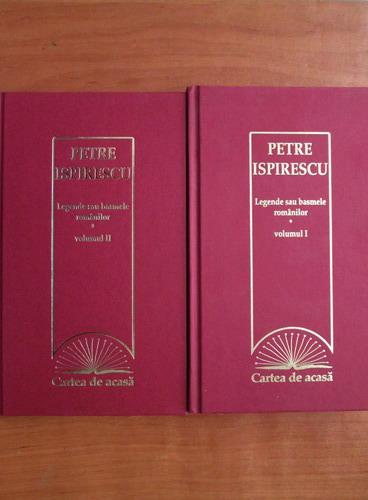 PETRE
ISPIRESCU
Legende sau basmele
românilor
*
volumul II
Cartea de acasă
PETRE
ISPIRESCU
Legende sau basmele
românilor
*
volumul I
Cartea de acasă